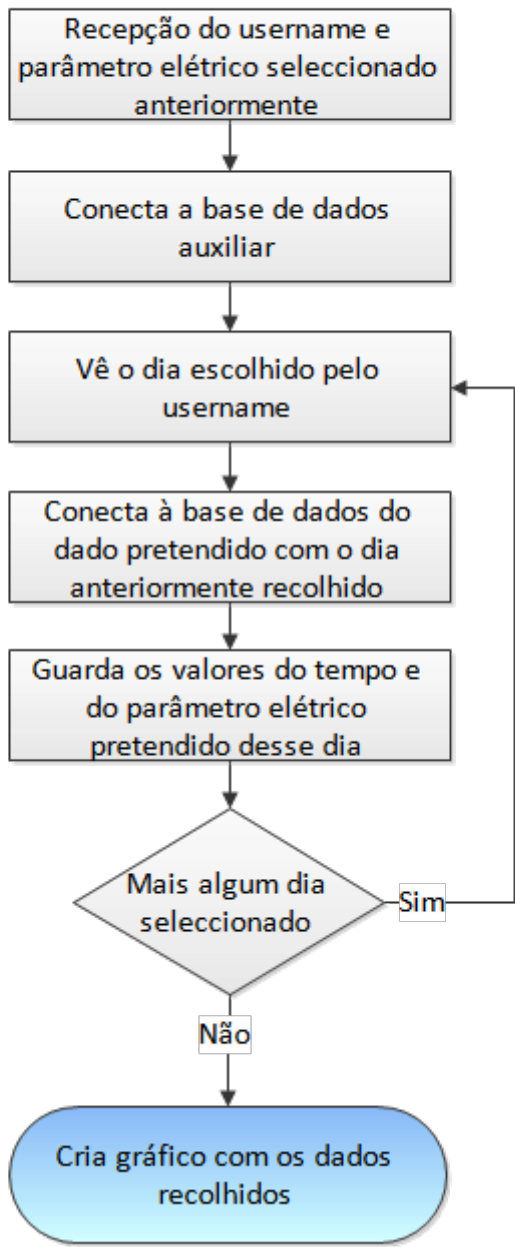 Recepção do username e
parâmetro elétrico seleccionado
anteriormente
Conecta a base de dados
auxiliar
Vê o dia escolhido pelo
username
Conecta à base de dados do
dado pretendido com o dia
anteriormente recolhido
Guarda os valores do tempo e
do parâmetro elétrico
pretendido desse dia
Mais algum dia
seleccionado
Sim
Não
Cria gráfico com os dados
recolhidos